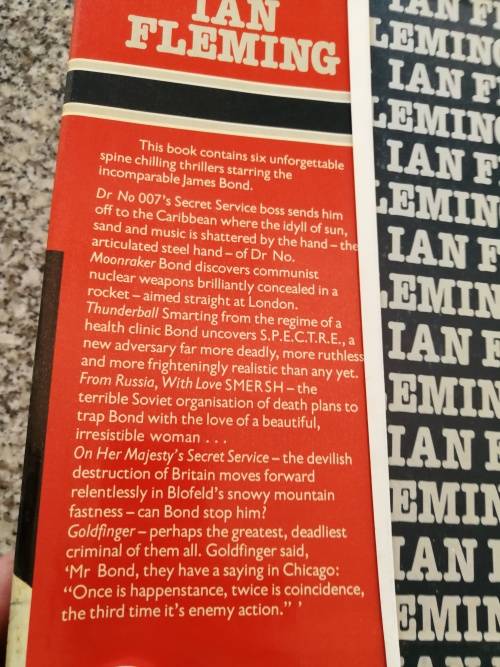 IAN
FLEMING
This book contains six unforgettable
spine chilling thrillers starring the
incomparable James Bond.
Dr No 007's Secret Service boss sends him
off to the Caribbean where the idyll of sun,
sand and music is shattered by the hand – the
articulated steel hand – of Dr No.
Moonraker Bond discovers communist
nuclear weapons brilliantly concealed in a
rocket – aimed straight at London.
Thunderball Smarting from the regime of a
health clinic Bond uncovers S.P.E.C.T.R.E., a
new adversary far more deadly, more ruthless
and more frighteningly realistic than any yet.
From Russia, With Love SMERSH – the
terrible Soviet organisation of death plans to
trap Bond with the love of a beautiful,
irresistible woman . . .
On Her Majesty's Secret Service – the devilish
destruction of Britain moves forward
relentlessly in Blofeld's snowy mountain
fastness – can Bond stop him?
Goldfinger – perhaps the greatest, deadliest
criminal of them all. Goldfinger said,
'Mr Bond, they have a saying in Chicago:
"Once is happenstance, twice is coincidence,
the third time it's enemy action." '
IAN F
LEMING
IAN F
LEMING
IAN F
LEMING
IAN F
EMIN
IAN F
EMIN
IAN F
EMIN
IAN F
EMIN